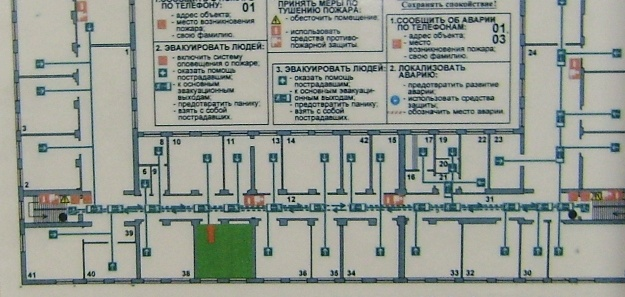 ПО ТЕЛЕФОНУ: 01
- адрес объекта;
- место возникновения
пожара;
- свою фамилию.
2. ЭВАКУИРОВАТЬ ЛЮДЕЙ:
- включить систему
оповещения о пожаре;
- оказать помощь
пострадавшим;
- к основным
эвакуационным
выходам;
- предотвратить панику;
- взять с собой
пострадавших.
ПРИНЯТЬ МЕРЫ ПО
ТУШЕНИЮ ПОЖАРА:
- обесточить помещение;
- использовать
средства противо-
пожарной защиты.
3. ЭВАКУИРОВАТЬ ЛЮДЕЙ:
- оказать помощь
пострадавшим;
- к основным эвакуаци-
онным выходам;
- предотвратить панику;
- взять с собой
пострадавших.
Сохранять спокойствие!
1.СООБЩИТЬ ОБ АВАРИИ
ПО ТЕЛЕФОНАМ: 01,
03
- адрес объекта;
- место
возникновения пожара;
- свою фамилию.
2. ЛОКАЛИЗОВАТЬ
АВАРИЮ:
- предотвратить развитие
аварии;
- использовать средства
защиты;
- обозначить место аварии.
1
24
3
2
8
10
11
13
14
42
15
17
19
22
23
6
9
16
20
21
12
31
39
41
40
38
36
35
34
33
32
30